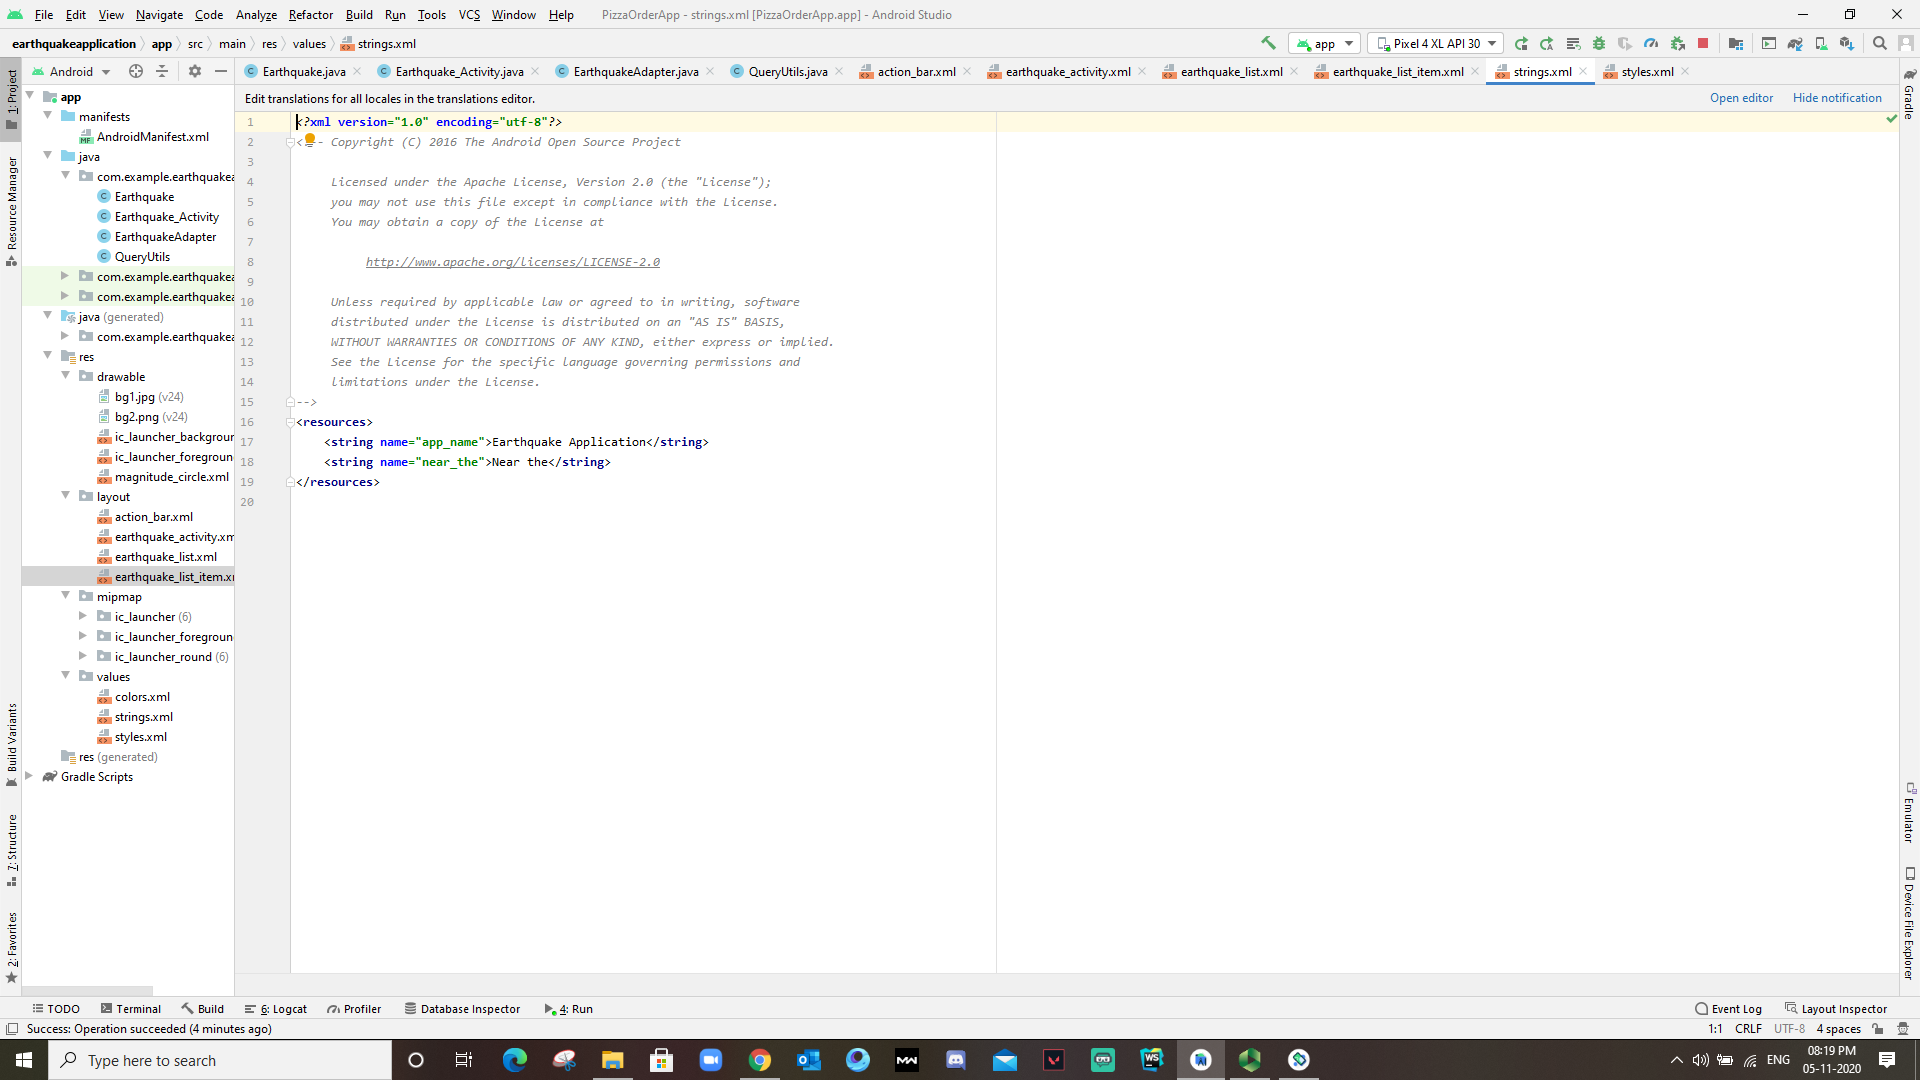 File Edit View Navigate Code Analyze Refactor Build Run Tools VCS Window Help PizzaOrderApp - strings.xml [PizzaOrderApp.app] - Android Studio
earthquakeapplication app src main res values strings.xml app Pixel 4 XL API 30
Android Earthquake.java Earthquake_Activity.java EarthquakeAdapter.java QueryUtils.java action_bar.xml earthquake_activity.xml earthquake_list.xml earthquake_list_item.xml strings.xml styles.xml
Edit translations for all locales in the translations editor. Open editor Hide notification
1: Project
Resource Manager
Build Variants
7: Structure
2: Favorites
app
manifests
AndroidManifest.xml
java
com.example.earthquakea
Earthquake
Earthquake_Activity
EarthquakeAdapter
QueryUtils
com.example.earthquakea
com.example.earthquakea
java (generated)
com.example.earthquakea
res
drawable
bg1.jpg (v24)
bg2.png (v24)
ic_launcher_backgroun
ic_launcher_foregroun
magnitude_circle.xml
layout
action_bar.xml
earthquake_activity.xm
earthquake_list.xml
earthquake_list_item.x
mipmap
ic_launcher (6)
ic_launcher_foregroun
ic_launcher_round (6)
values
colors.xml
strings.xml
styles.xml
res (generated)
Gradle Scripts
1 <?xml version="1.0" encoding="utf-8"?>
2 <!-- Copyright (C) 2016 The Android Open Source Project
3
4 Licensed under the Apache License, Version 2.0 (the "License");
5 you may not use this file except in compliance with the License.
6 You may obtain a copy of the License at
7
8 http://www.apache.org/licenses/LICENSE-2.0
9
10 Unless required by applicable law or agreed to in writing, software
11 distributed under the License is distributed on an "AS IS" BASIS,
12 WITHOUT WARRANTIES OR CONDITIONS OF ANY KIND, either express or implied.
13 See the License for the specific language governing permissions and
14 limitations under the License.
15 -->
16 <resources>
17 <string name="app_name">Earthquake Application</string>
18 <string name="near_the">Near the</string>
19 </resources>
20
Gradle
Emulator
Device File Explorer
TODO Terminal Build 6: Logcat Profiler Database Inspector 4: Run Event Log Layout Inspector
Success: Operation succeeded (4 minutes ago) 1:1 CRLF UTF-8 4 spaces
Type here to search MW WS ENG 08:19 PM
05-11-2020